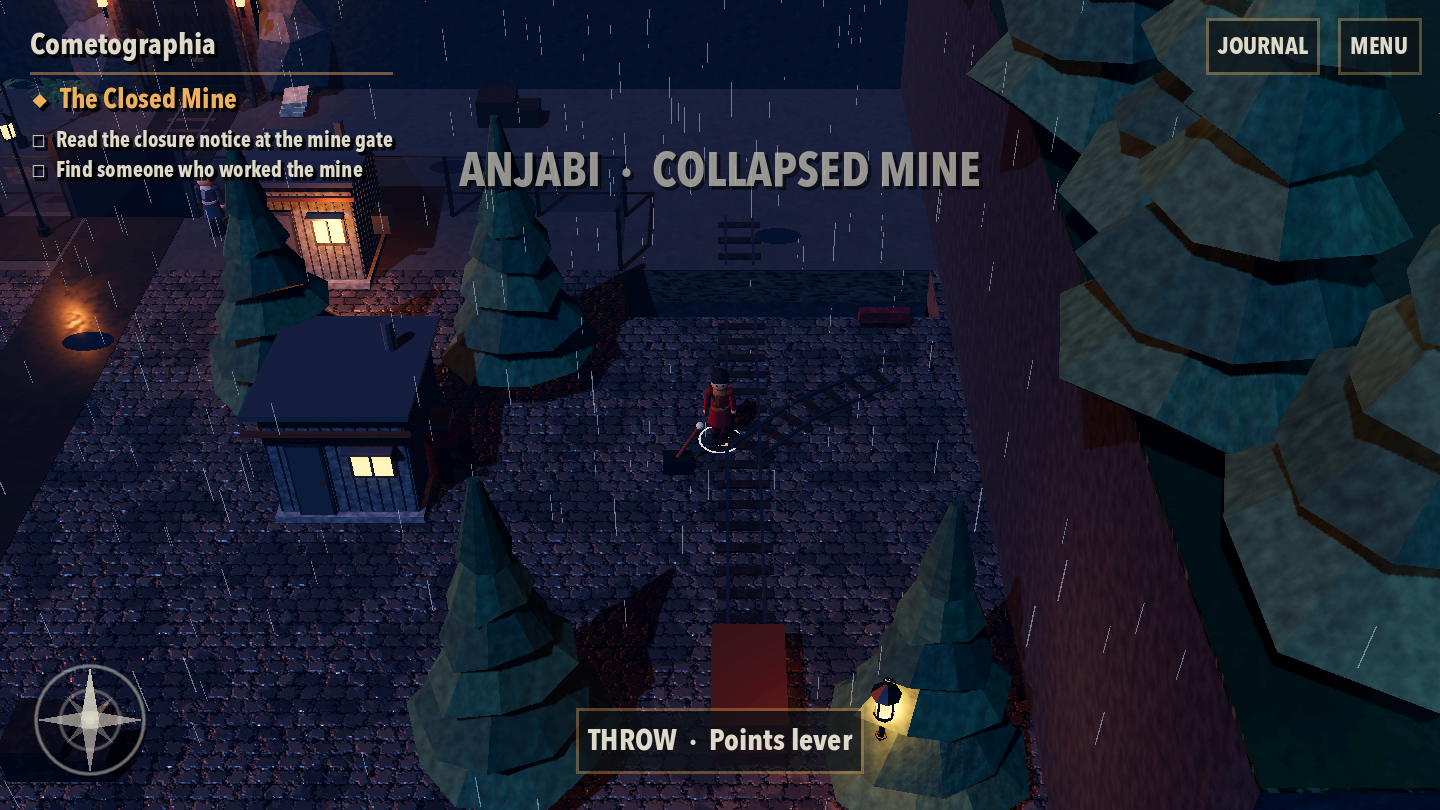 Cometographia
The Closed Mine
Read the closure notice at the mine gate
Find someone who worked the mine
JOURNAL
MENU
ANJABI · COLLAPSED MINE
THROW · Points lever